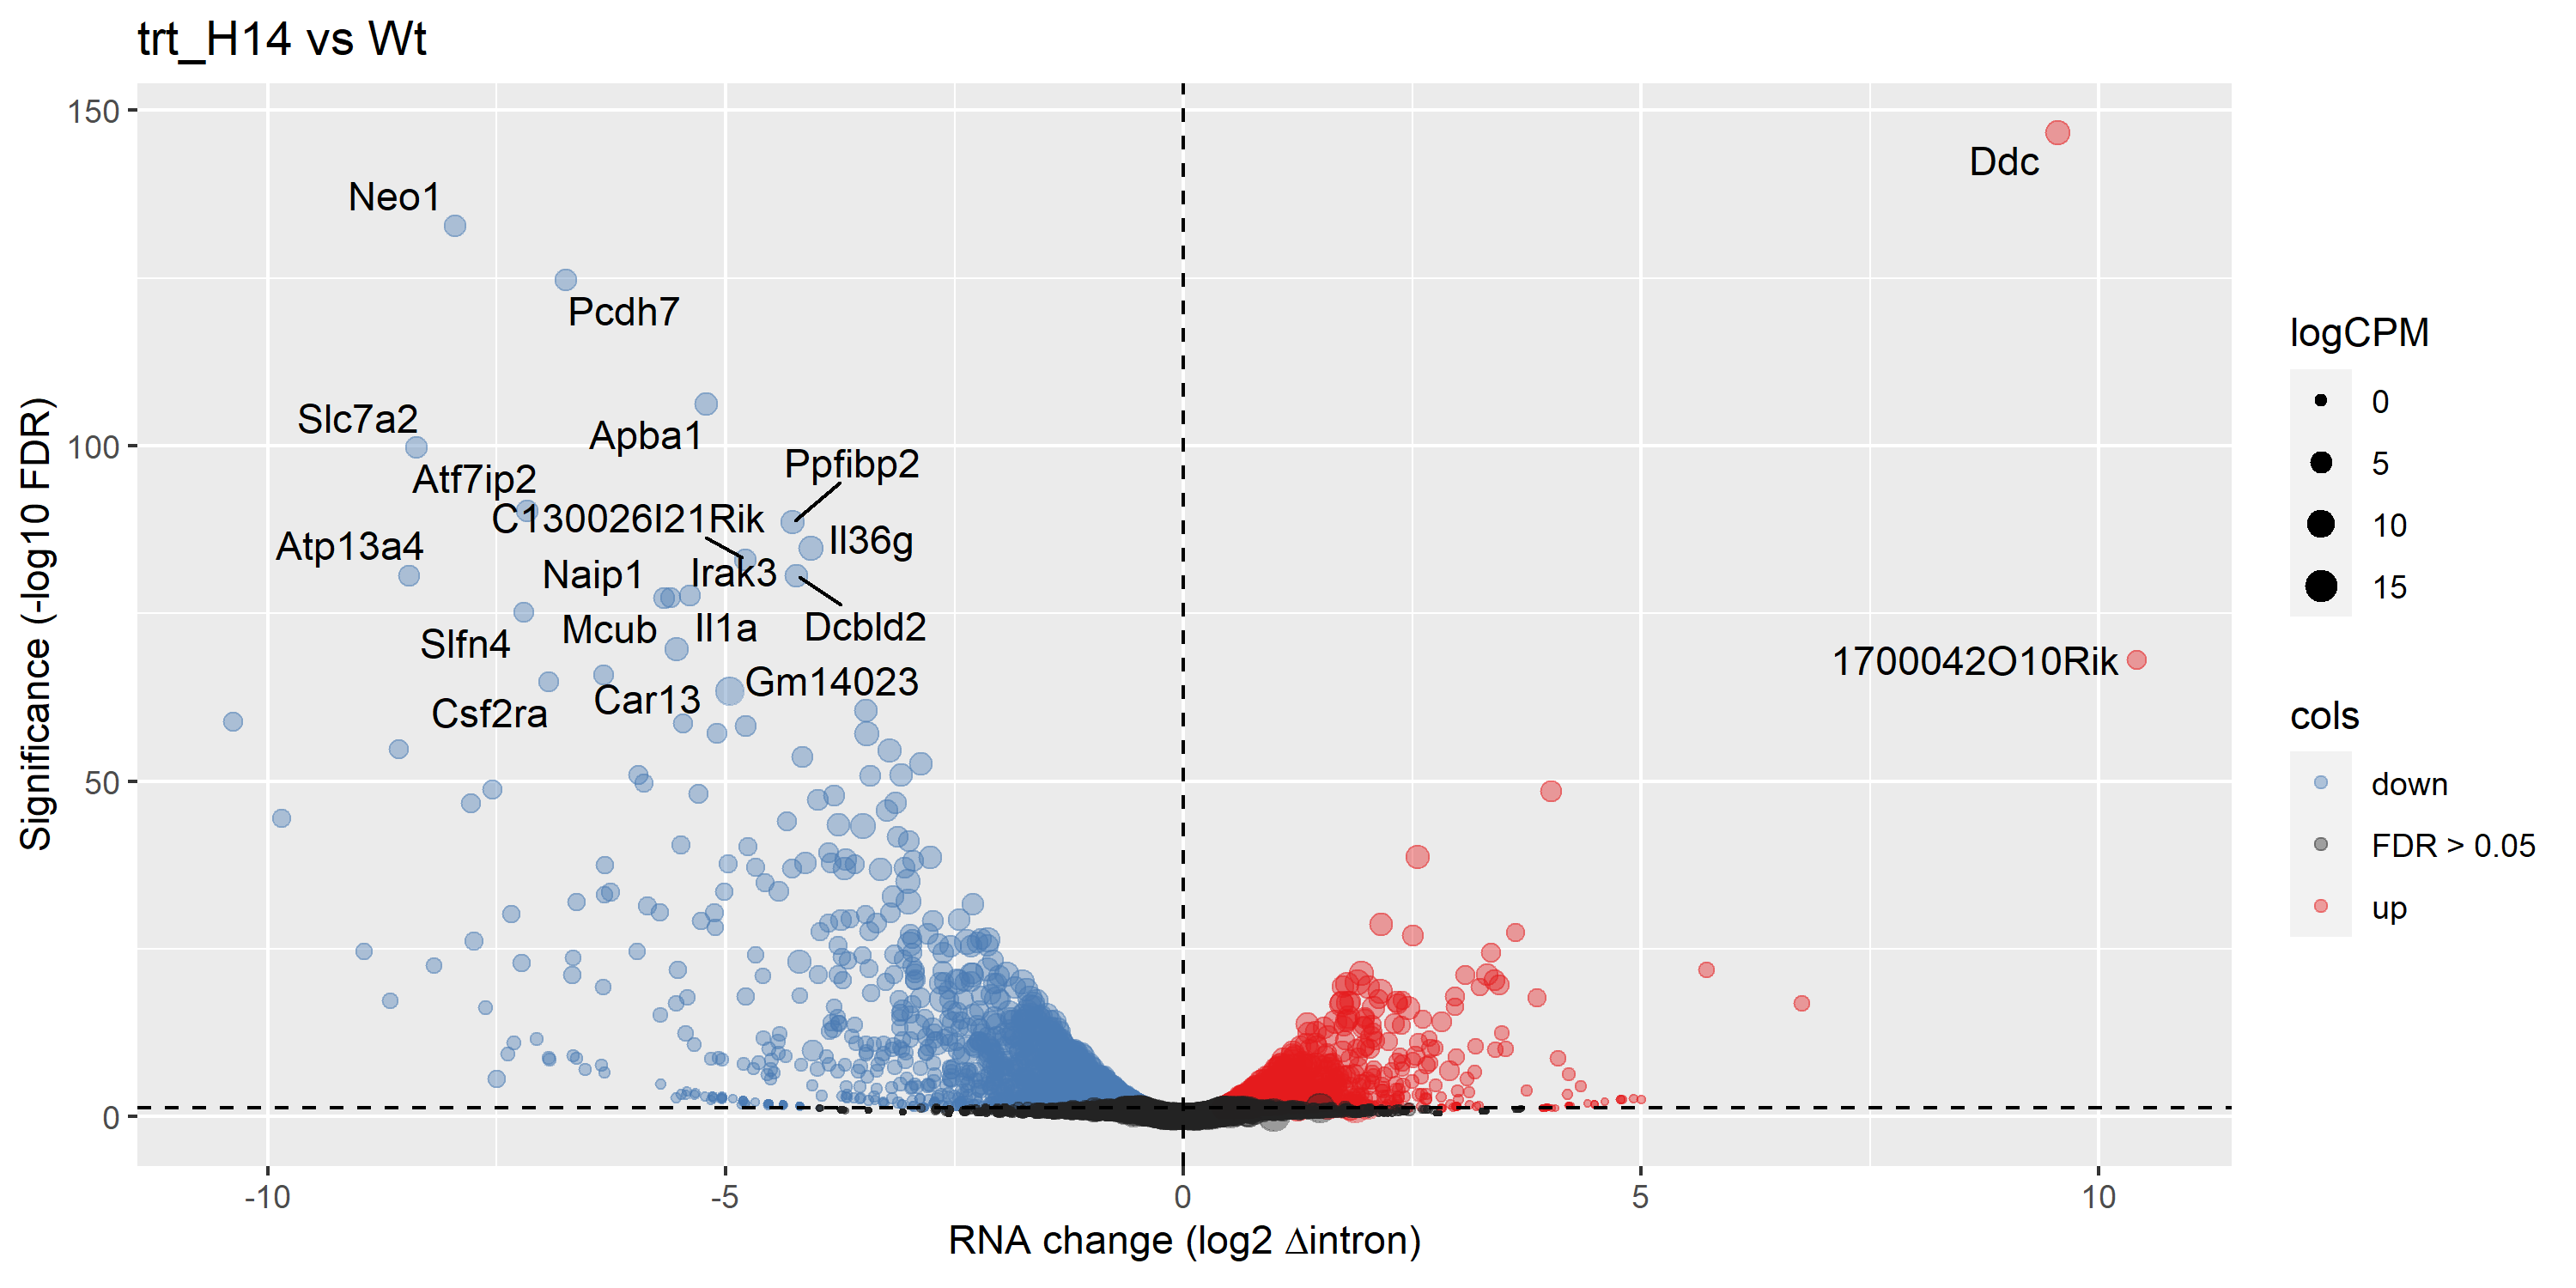 trt_H14 vs Wt
150
100
50
0
Significance (-log10 FDR)
Ddc
Neo1
Pcdh7
Slc7a2
Apba1
Ppfibp2
Atf7ip2
C130026I21Rik
Il36g
Atp13a4
Naip1
Irak3
Slfn4
Mcub
Il1a
Dcbld2
1700042O10Rik
Gm14023
Car13
Csf2ra
-10
-5
0
5
10
RNA change (log2 Δintron)
logCPM
0
5
10
15
cols
down
FDR > 0.05
up